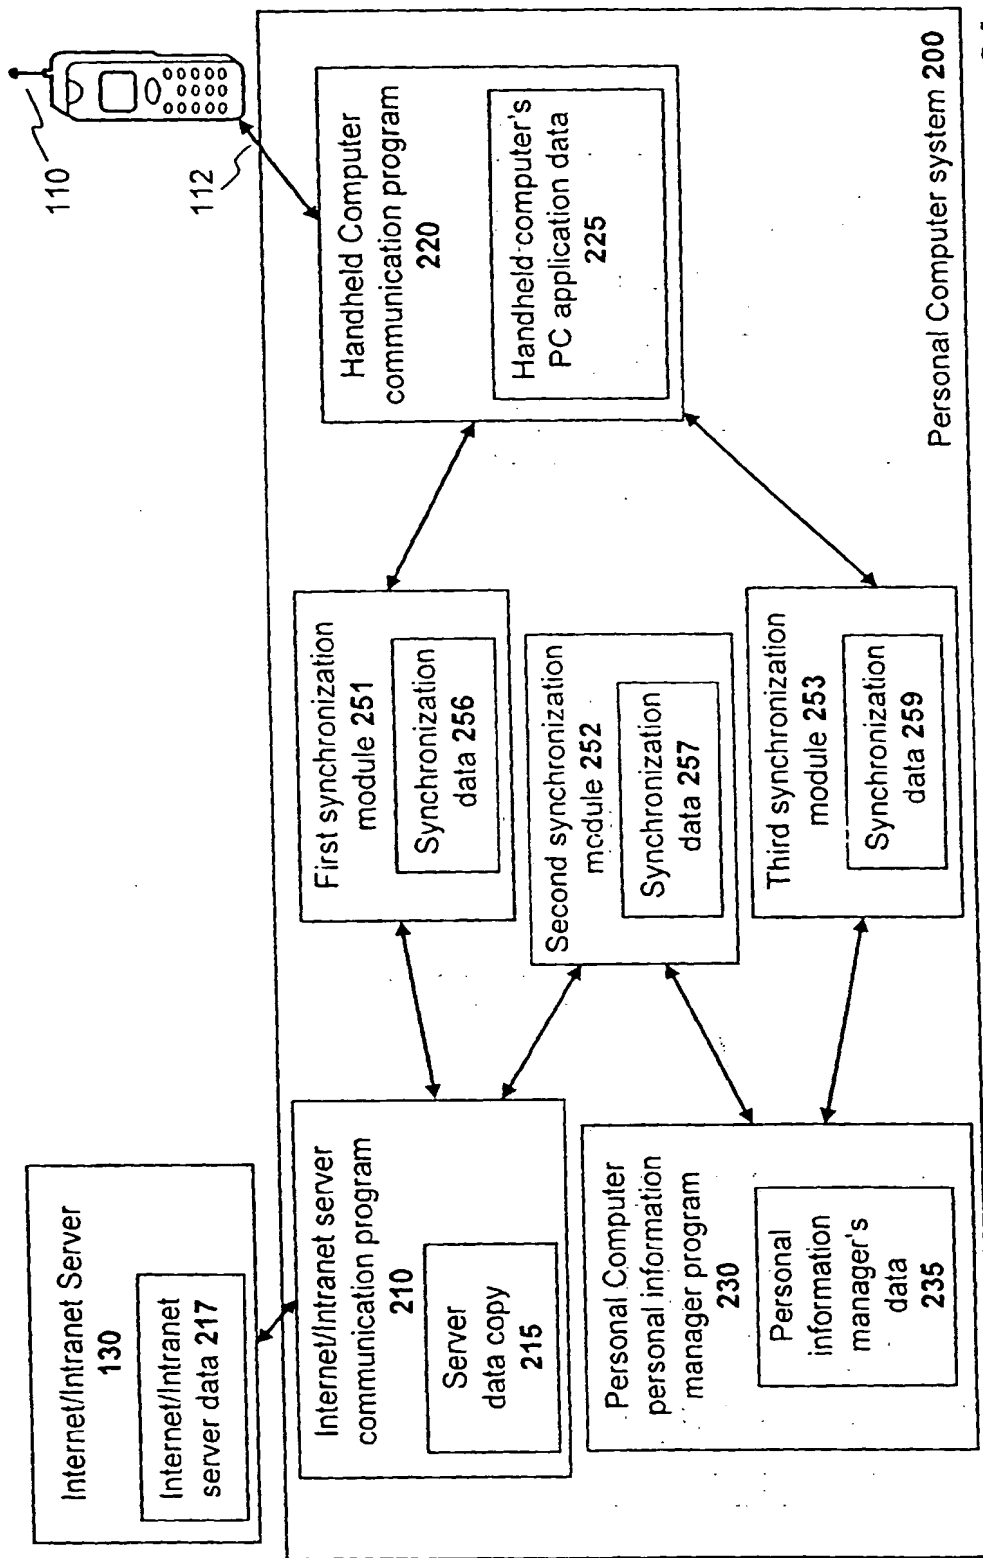 Internet/Intranet Server
130
Internet/Intranet
server data 217
110
112
Internet/Intranet server
communication program
210
Server
data copy
215
First synchronization
module 251
Synchronization
data 256
Handheld Computer
communication program
220
Handheld computer's
PC application data
225
Second synchronization
module 252
Synchronization
data 257
Personal Computer
personal information
manager program
230
Personal
information
manager's
data
235
Third synchronization
module 253
Synchronization
data 259
Personal Computer system 200